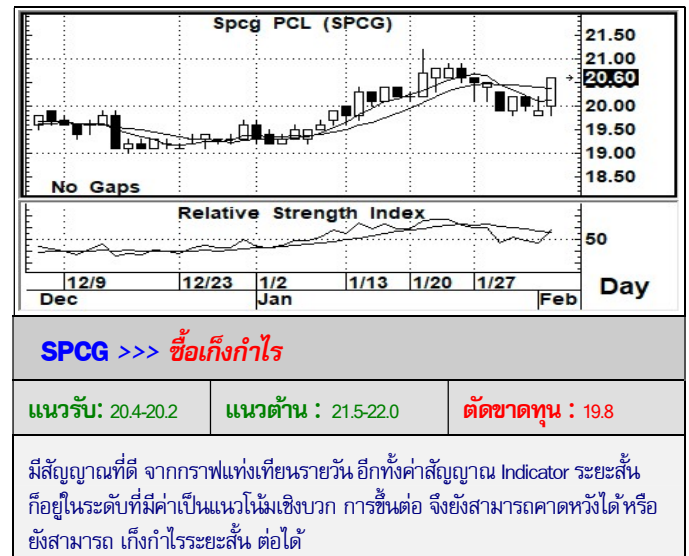 Spcg PCL (SPCG)
21.50
21.00
20.60
20.00
19.50
19.00
18.50
No Gaps
Relative Strength Index
50
12/9 12/23 1/2 1/13 1/20 1/27
Dec Jan Feb
Day
SPCG >>> ซื้อเก็งกำไร
แนวรับ: 20.4-20.2 แนวต้าน : 21.5-22.0 ตัดขาดทุน : 19.8
มีสัญญาณที่ดี จากกราฟแท่งเทียนรายวัน อีกทั้งค่าสัญญาณ Indicator ระยะสั้น
ก็อยู่ในระดับที่มีค่าเป็นแนวโน้มเชิงบวก การขึ้นต่อ จึงยังสามารถคาดหวังได้ หรือ
ยังสามารถ เก็งกำไรระยะสั้น ต่อได้